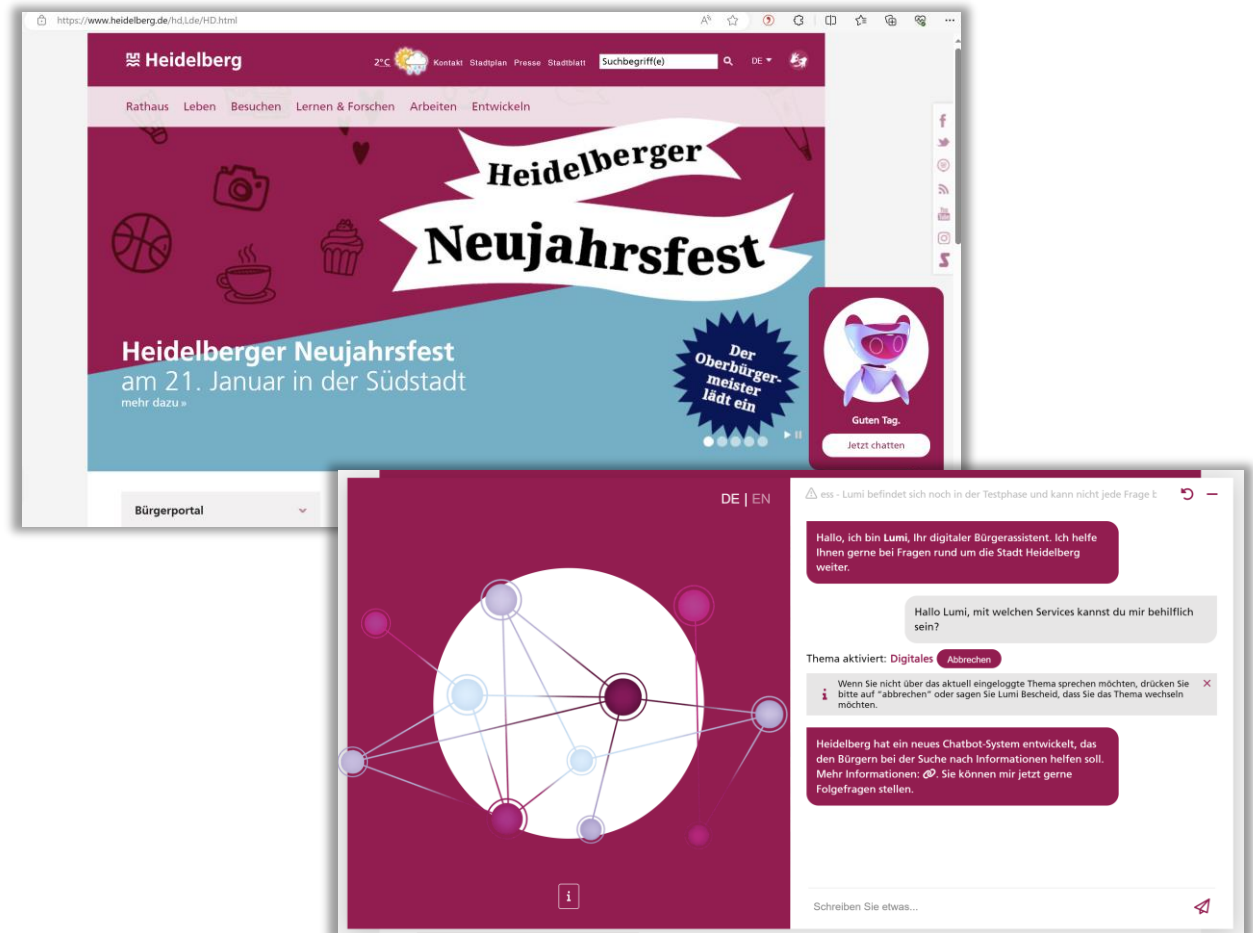 https://www.heidelberg.de/hd,Lde/HD.html
Heidelberg
2°C Kontakt Stadtplan Presse Stadtblatt Suchbegriff(e) DE
Rathaus Leben Besuchen Lernen & Forschen Arbeiten Entwickeln
Heidelberger
Neujahrsfest
Heidelberger Neujahrsfest
am 21. Januar in der Südstadt
mehr dazu »
Der
Oberbürger-
meister
lädt ein
Guten Tag.
Jetzt chatten
Bürgerportal
DE | EN
ess - Lumi befindet sich noch in der Testphase und kann nicht jede Frage
Hallo, ich bin Lumi, Ihr digitaler Bürgerassistent. Ich helfe
Ihnen gerne bei Fragen rund um die Stadt Heidelberg
weiter.
Hallo Lumi, mit welchen Services kannst du mir behilflich
sein?
Thema aktiviert: Digitales Abbrechen
Wenn Sie nicht über das aktuell eingeloggte Thema sprechen möchten, drücken Sie
bitte auf "abbrechen" oder sagen Sie Lumi Bescheid, dass Sie das Thema wechseln
möchten.
Heidelberg hat ein neues Chatbot-System entwickelt, das
den Bürgern bei der Suche nach Informationen helfen soll.
Mehr Informationen: . Sie können mir jetzt gerne
Folgefragen stellen.
Schreiben Sie etwas...